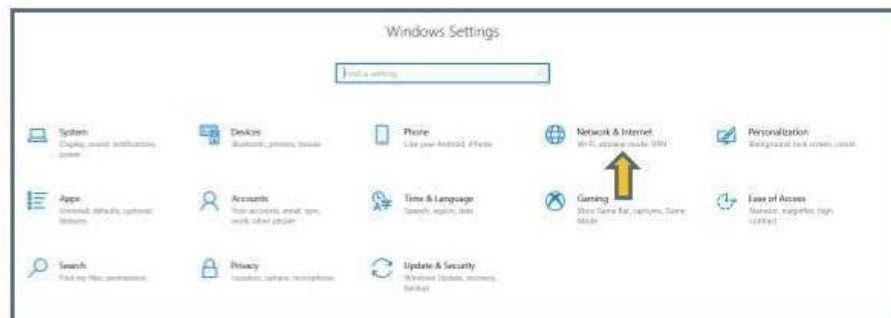 Windows Settings
Find a setting
System
Display, sound, notifications,
power
Devices
Bluetooth, printers, mouse
Phone
Link your Android, iPhone
Network & Internet
Wi-Fi, airplane mode, VPN
Personalization
Background, lock screen, colors
Apps
Uninstall, defaults, optional
features
Accounts
Your accounts, email, sync,
work, other people
Time & Language
Speech, region, date
Gaming
Xbox Game Bar, captures, Game
Mode
Ease of Access
Narrator, magnifier, high
contrast
Search
Find my files, permissions
Privacy
Location, camera, microphone
Update & Security
Windows Update, recovery,
backup